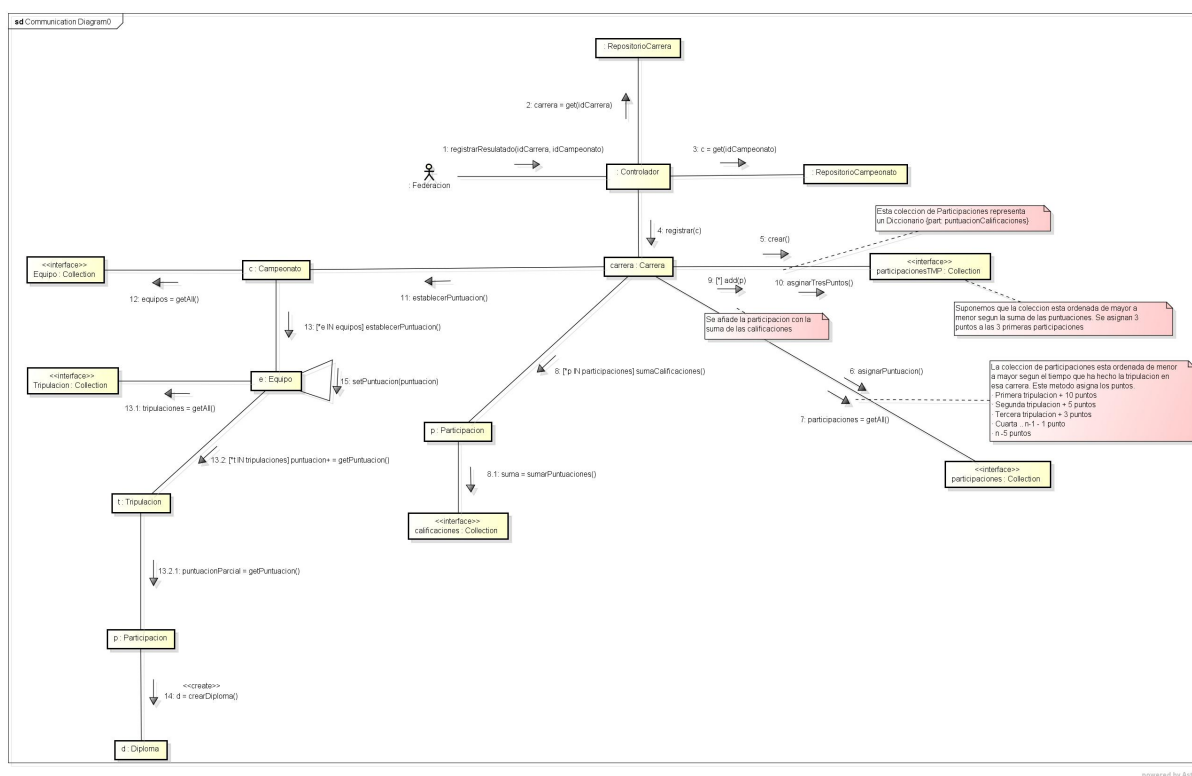 sd Communication Diagram0
: RepositorioCarrera
2: carrera = get(idCarrera)
1: registrarResulatado(idCarrera, idCampeonato)
3: c = get(idCampeonato)
: Federacion
: Controlador
: RepositorioCampeonato
Esta coleccion de Participaciones representa
un Diccionario {part: puntuacionCalificaciones}
4: registrar(c)
5: crear()
<<interface>>
Equipo : Collection
c : Campeonato
carrera : Carrera
<<interface>>
participacionesTMP : Collection
9: [*] add(p)
10: asginarTresPuntos()
12: equipos = getAll()
11: establecerPuntuacion()
Suponemos que la coleccion esta ordenada de mayor a
menor segun la suma de las puntuaciones. Se asignan 3
puntos a las 3 primeras participaciones
Se añade la participacion con la
suma de las calificaciones
13: [*e IN equipos] establecerPuntuacion()
8: [*p IN participaciones] sumaCalificaciones()
6: asignarPuntuacion()
La coleccion de participaciones esta ordenada de menor
a mayor segun el tiempo que ha hecho la tripulacion en
esa carrera. Este metodo asigna los puntos.
· Primera tripulacion + 10 puntos
· Segunda tripulacion + 5 puntos
· Tercera tripulacion + 3 puntos
· Cuarta .. n-1 - 1 punto
· n -5 puntos
<<interface>>
Tripulacion : Collection
e : Equipo
15: setPuntuacion(puntuacion)
13.1: tripulaciones = getAll()
7: participaciones = getAll()
p : Participacion
13.2: [*t IN tripulaciones] puntuacion+ = getPuntuacion()
8.1: suma = sumarPuntuaciones()
<<interface>>
participaciones : Collection
t : Tripulacion
<<interface>>
calificaciones : Collection
13.2.1: puntuacionParcial = getPuntuacion()
p : Participacion
<<create>>
14: d = crearDiploma()
d : Diploma
powered by